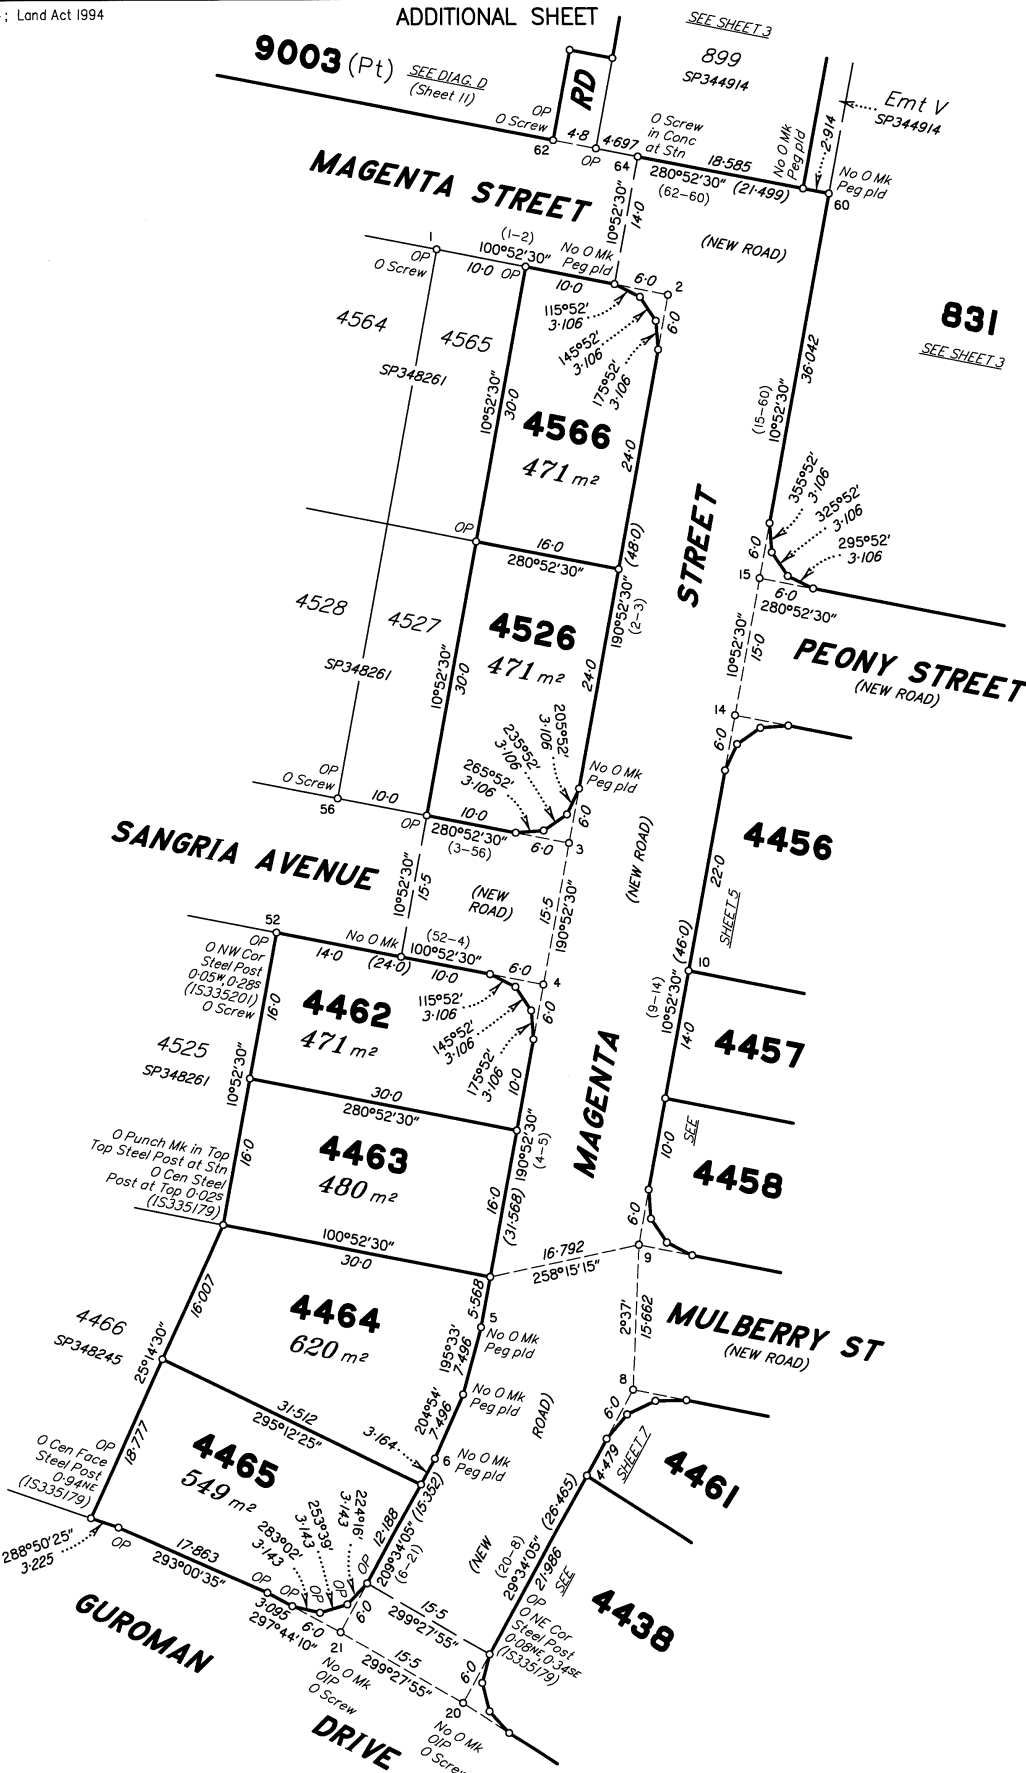 ; Land Act 1994
ADDITIONAL SHEET
SEE SHEET 3
899
SP344914
9003 (Pt)
SEE DIAG. D
(Sheet 11)
RD
Emt V
SP344914
2·914
OP
O Screw
62
4·8
OP
4·697
64
O Screw
in Conc
at Stn
18·585
280°52'30" (21·499)
(62-60)
No O Mk
Peg pld
No O Mk
Peg pld
60
MAGENTA STREET
10°52'30"
14·0
(NEW ROAD)
831
SEE SHEET 3
1
OP
O Screw
(1-2)
100°52'30"
10·0
OP
10·0
No O Mk
Peg pld
6·0
2
6·0
115°52'
3·106
145°52'
3·106
175°52'
3·106
4564
4565
SP348261
10°52'30"
30·0
4566
471 m²
24·0
36·042
(15-60)
10°52'30"
355°52'
3·106
325°52'
3·106
295°52'
3·106
6·0
15
6·0
280°52'30"
OP
16·0
280°52'30"
(48·0)
190°52'30"
(2-3)
STREET
4528
4527
SP348261
10°52'30"
30·0
4526
471 m²
24·0
10°52'30"
15·0
PEONY STREET
(NEW ROAD)
14
6·0
205°52'
3·106
235°52'
3·106
265°52'
3·106
No O Mk
Peg pld
OP
O Screw
56
10·0
OP
10·0
280°52'30"
(3-56)
6·0
3
6·0
SANGRIA AVENUE
10°52'30"
15·5
(NEW
ROAD)
15·5
190°52'30"
(NEW ROAD)
4456
22·0
SHEET 5
(46·0)
10
10°52'30"
(9-14)
14·0
4457
52
OP
O NW Cor
Steel Post
0·05W, 0·28S
(IS335201)
O Screw
14·0
No O Mk
(24·0)
(52-4)
100°52'30"
10·0
6·0
4
6·0
4462
471 m²
115°52'
3·106
145°52'
3·106
175°52'
3·106
10·0
16·0
10°52'30"
4525
SP348261
30·0
280°52'30"
MAGENTA
SEE
10·0
4458
O Punch Mk in Top
Top Steel Post at Stn
O Cen Steel
Post at Top 0·02S
(IS335179)
16·0
4463
480 m²
190°52'30"
(4-5)
16·0
(31·568)
6·0
9
100°52'30"
30·0
16·792
258°15'15"
16·007
4464
620 m²
5·568
5
No O Mk
Peg pld
195°33'
7·496
2°37'
15·662
MULBERRY ST
(NEW ROAD)
4466
SP348245
25°14'30"
31·512
295°12'25"
204°54'
7·496
No O Mk
Peg pld
3·164
6
No O Mk
Peg pld
ROAD)
8
6·0
4·479
SHEET 7
4461
18·777
OP
O Cen Face
Steel Post
0·94NE
(IS335179)
4465
549 m²
224°16'
3·143
253°39'
3·143
283°02'
3·143
12·188
(15·352)
209°34'05"
(6-21)
(NEW
(20-8)
29°34'05"
(26·465)
21·986
SEE
4438
288°50'25"
3·225
OP
17·863
293°00'35"
OP
OP
OP
OP
3·095
297°44'10"
6·0
21
6·0
15·5
299°27'55"
15·5
299°27'55"
OP
O NE Cor
Steel Post
0·08NE, 0·34SE
(IS335179)
6·0
20
GUROMAN
No O Mk
OIP
O Screw
DRIVE
No O Mk
OIP
O Screw